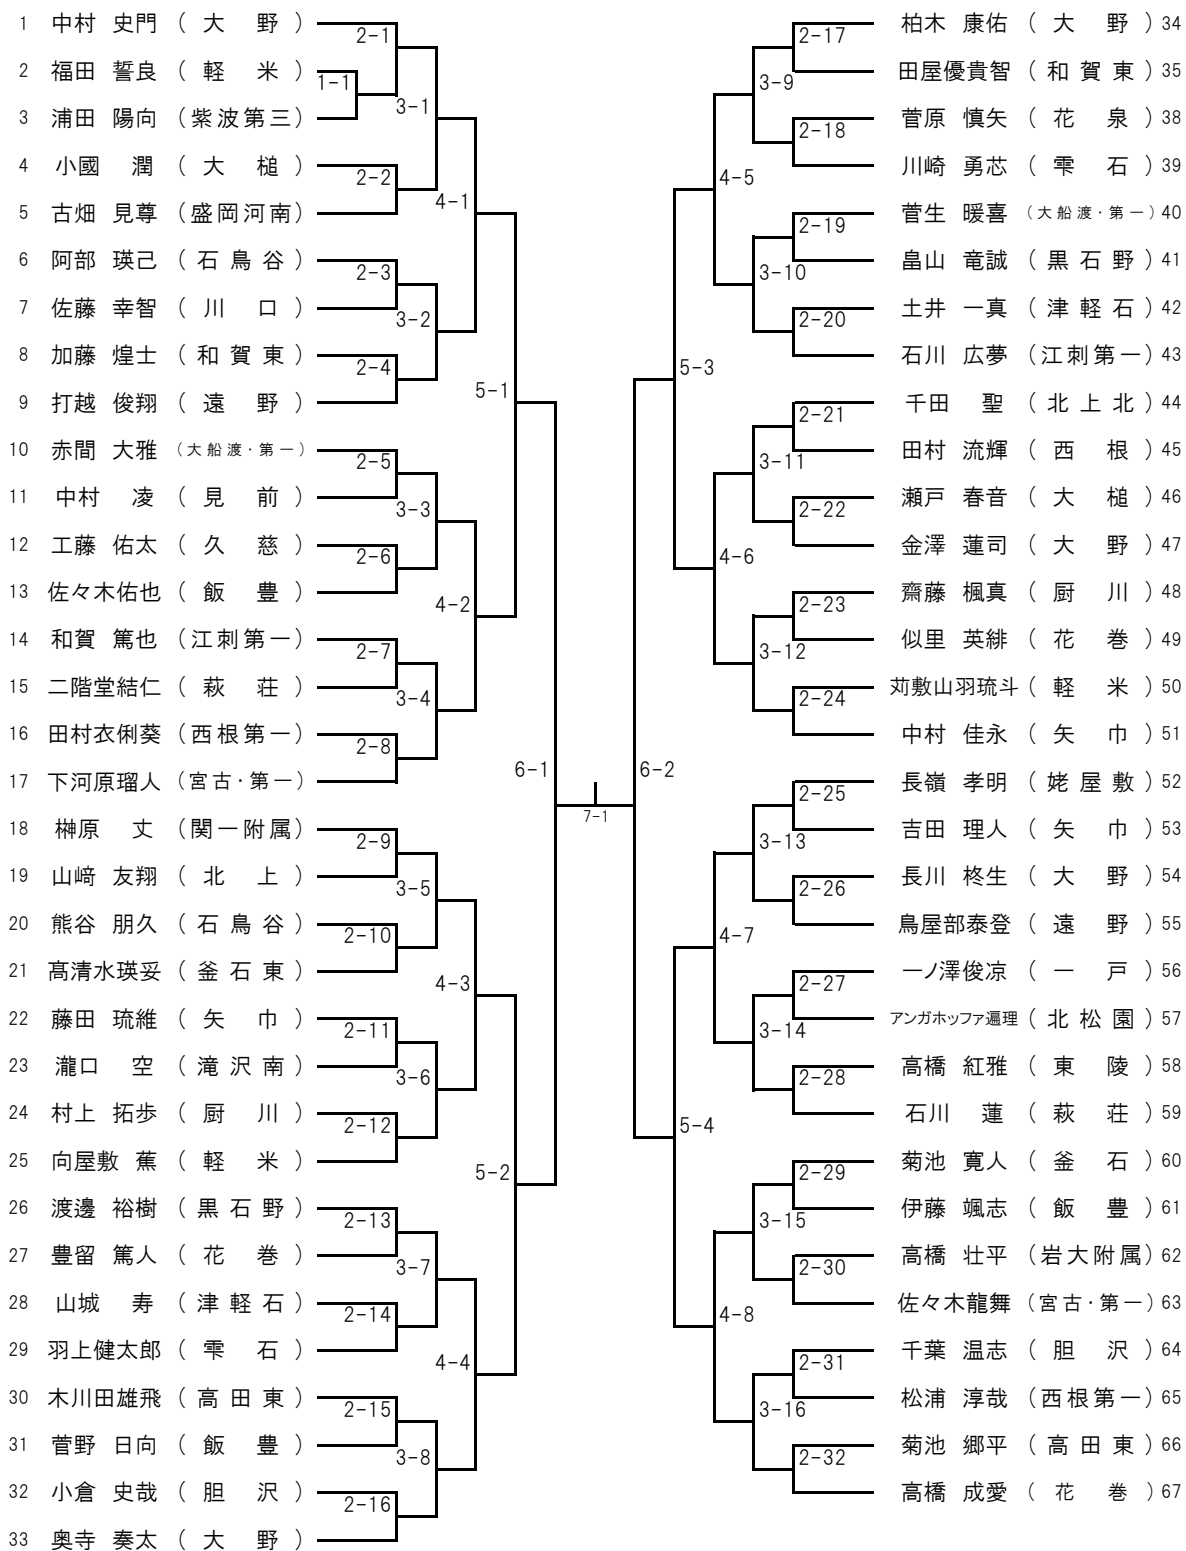 1 中村 史門 （ 大 野 ）
2 福田 誓良 （ 軽 米 ）
3 浦田 陽向 （紫波第三）
4 小國 潤 （ 大 槌 ）
5 古畑 見尊 （盛岡河南）
6 阿部 瑛己 （ 石 鳥 谷 ）
7 佐藤 幸智 （ 川 口 ）
8 加藤 煌士 （ 和 賀 東 ）
9 打越 俊翔 （ 遠 野 ）
10 赤間 大雅 （大船渡・第一）
11 中村 凌 （ 見 前 ）
12 工藤 佑太 （ 久 慈 ）
13 佐々木佑也 （ 飯 豊 ）
14 和賀 篤也 （江刺第一）
15 二階堂結仁 （ 萩 荘 ）
16 田村衣俐葵 （西根第一）
17 下河原瑠人 （宮古・第一）
18 榊原 丈 （関一附属）
19 山﨑 友翔 （ 北 上 ）
20 熊谷 朋久 （ 石 鳥 谷 ）
21 髙清水瑛妥 （ 釜 石 東 ）
22 藤田 琉維 （ 矢 巾 ）
23 瀧口 空 （ 滝 沢 南 ）
24 村上 拓歩 （ 厨 川 ）
25 向屋敷 蕉 （ 軽 米 ）
26 渡邊 裕樹 （ 黒 石 野 ）
27 豊留 篤人 （ 花 巻 ）
28 山城 寿 （ 津 軽 石 ）
29 羽上健太郎 （ 雫 石 ）
30 木川田雄飛 （ 高 田 東 ）
31 菅野 日向 （ 飯 豊 ）
32 小倉 史哉 （ 胆 沢 ）
33 奥寺 奏太 （ 大 野 ）
1-1
2-1
2-2
2-3
2-4
2-5
2-6
2-7
2-8
2-9
2-10
2-11
2-12
2-13
2-14
2-15
2-16
3-1
3-2
3-3
3-4
3-5
3-6
3-7
3-8
4-1
4-2
4-3
4-4
5-1
5-2
6-1
7-1
6-2
5-3
5-4
4-5
4-6
4-7
4-8
3-9
3-10
3-11
3-12
3-13
3-14
3-15
3-16
2-17
2-18
2-19
2-20
2-21
2-22
2-23
2-24
2-25
2-26
2-27
2-28
2-29
2-30
2-31
2-32
柏木 康佑 （ 大 野 ） 34
田屋優貴智 （ 和 賀 東 ） 35
菅原 慎矢 （ 花 泉 ） 38
川崎 勇芯 （ 雫 石 ） 39
菅生 暖喜 （大船渡・第一） 40
畠山 竜誠 （ 黒 石 野 ） 41
土井 一真 （ 津 軽 石 ） 42
石川 広夢 （江刺第一） 43
千田 聖 （ 北 上 北 ） 44
田村 流輝 （ 西 根 ） 45
瀬戸 春音 （ 大 槌 ） 46
金澤 蓮司 （ 大 野 ） 47
齋藤 楓真 （ 厨 川 ） 48
似里 英緋 （ 花 巻 ） 49
苅敷山羽琉斗 （ 軽 米 ） 50
中村 佳永 （ 矢 巾 ） 51
長嶺 孝明 （ 姥 屋 敷 ） 52
吉田 理人 （ 矢 巾 ） 53
長川 柊生 （ 大 野 ） 54
鳥屋部泰登 （ 遠 野 ） 55
一ノ澤俊凉 （ 一 戸 ） 56
アンガホッファ遍理 （ 北 松 園 ） 57
高橋 紅雅 （ 東 陵 ） 58
石川 蓮 （ 萩 荘 ） 59
菊池 寛人 （ 釜 石 ） 60
伊藤 颯志 （ 飯 豊 ） 61
高橋 壮平 （岩大附属） 62
佐々木龍舞 （宮古・第一） 63
千葉 温志 （ 胆 沢 ） 64
松浦 淳哉 （西根第一） 65
菊池 郷平 （ 高 田 東 ） 66
高橋 成愛 （ 花 巻 ） 67